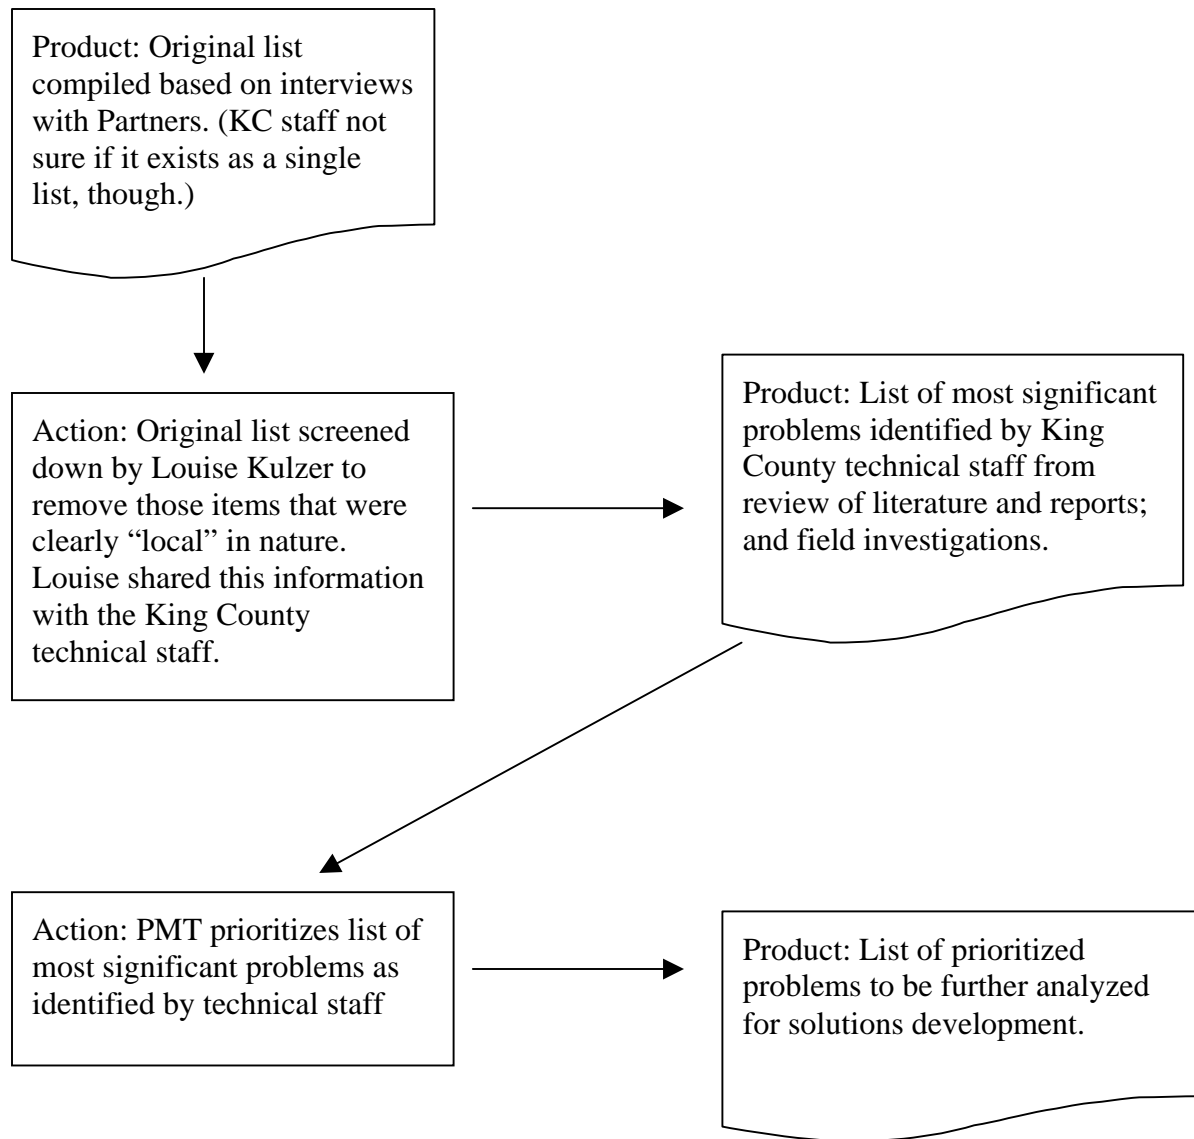 Product: Original list
compiled based on interviews
with Partners. (KC staff not
sure if it exists as a single
list, though.)
Action: Original list screened
down by Louise Kulzer to
remove those items that were
clearly “local” in nature.
Louise shared this information
with the King County
technical staff.
Product: List of most significant
problems identified by King
County technical staff from
review of literature and reports;
and field investigations.
Action: PMT prioritizes list of
most significant problems as
identified by technical staff
Product: List of prioritized
problems to be further analyzed
for solutions development.